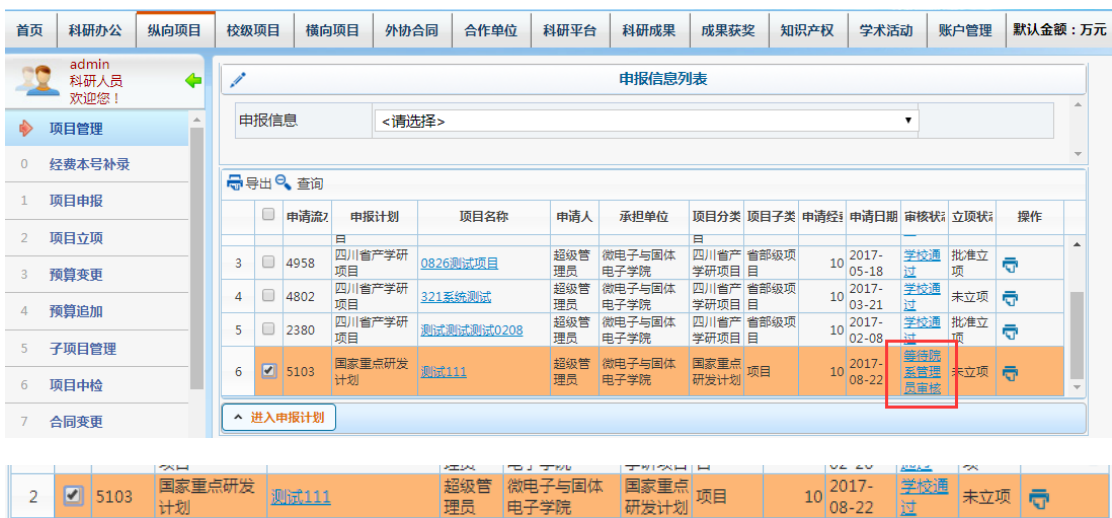 首页 科研办公 纵向项目 校级项目 横向项目 外协合同 合作单位 科研平台 科研成果 成果获奖 知识产权 学术活动 账户管理 默认金额：万元
admin
科研人员
欢迎您！
项目管理
0 经费本号补录
1 项目申报
2 项目立项
3 预算变更
4 预算追加
5 子项目管理
6 项目中检
7 合同变更
申报信息列表
申报信息 <请选择>
导出 查询
申请流 申报计划 项目名称 申请人 承担单位 项目分类 项目子类 申请经 申请日期 审核状 立项状 操作
目 目
3 4958 四川省产学研项目 0826测试项目 超级管理员 微电子与固体电子学院 四川省产学研项目 省部级项目 10 2017-05-18 学校通过 批准立项
4 4802 四川省产学研项目 321系统测试 超级管理员 微电子与固体电子学院 四川省产学研项目 省部级项目 10 2017-03-21 学校通过 未立项
5 2380 四川省产学研项目 测试测试测试0208 超级管理员 微电子与固体电子学院 四川省产学研项目 省部级项目 10 2017-02-08 学校通过 批准立项
6 5103 国家重点研发计划 测试111 超级管理员 微电子与固体电子学院 国家重点研发计划 项目 10 2017-08-22 等待院系管理员审核 未立项
进入申报计划
2 5103 国家重点研发计划 测试111 超级管理员 微电子与固体电子学院 国家重点研发计划 项目 10 2017-08-22 学校通过 未立项